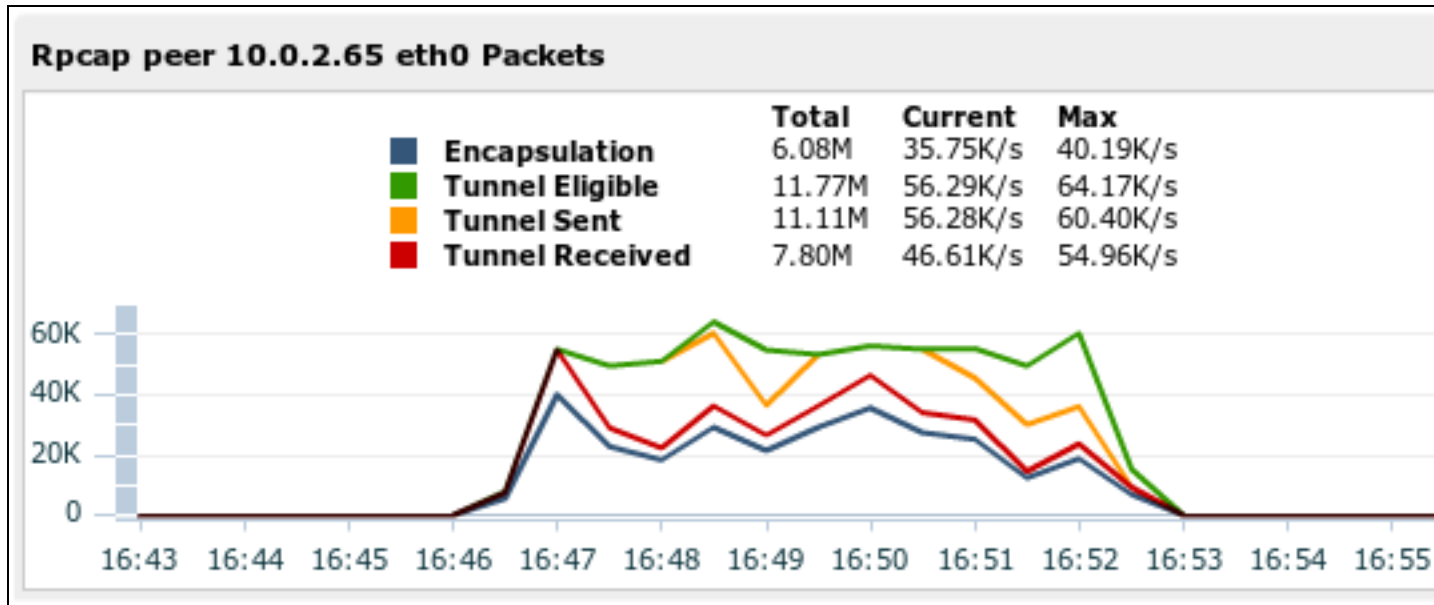 Rpcap peer 10.0.2.65 eth0 Packets
Total Current Max
Encapsulation 6.08M 35.75K/s 40.19K/s
Tunnel Eligible 11.77M 56.29K/s 64.17K/s
Tunnel Sent 11.11M 56.28K/s 60.40K/s
Tunnel Received 7.80M 46.61K/s 54.96K/s
60K
40K
20K
0
16:43 16:44 16:45 16:46 16:47 16:48 16:49 16:50 16:51 16:52 16:53 16:54 16:55